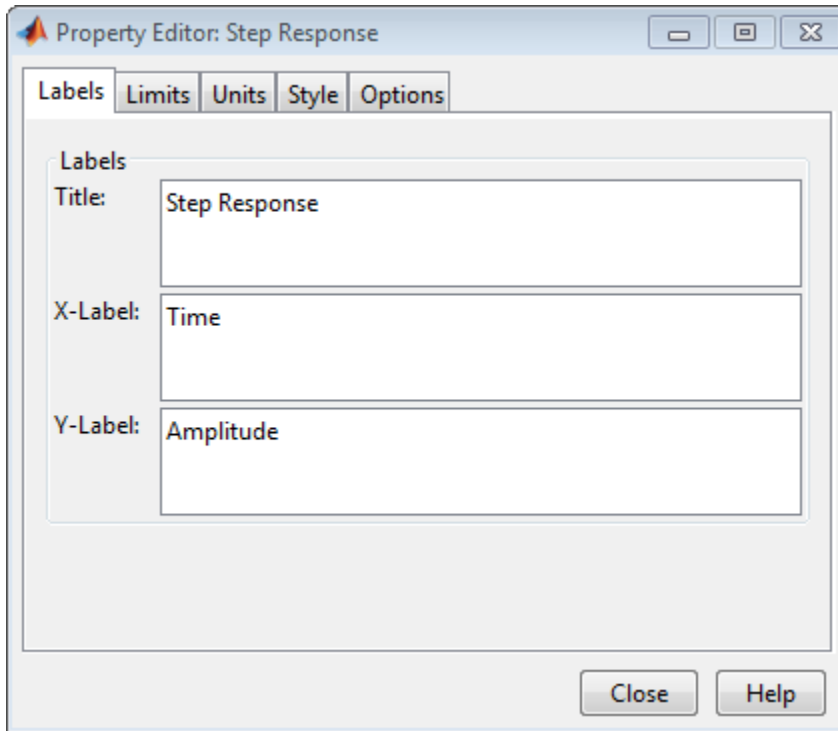 Property Editor: Step Response
Labels Limits Units Style Options
Labels
Title: Step Response
X-Label: Time
Y-Label: Amplitude
Close Help